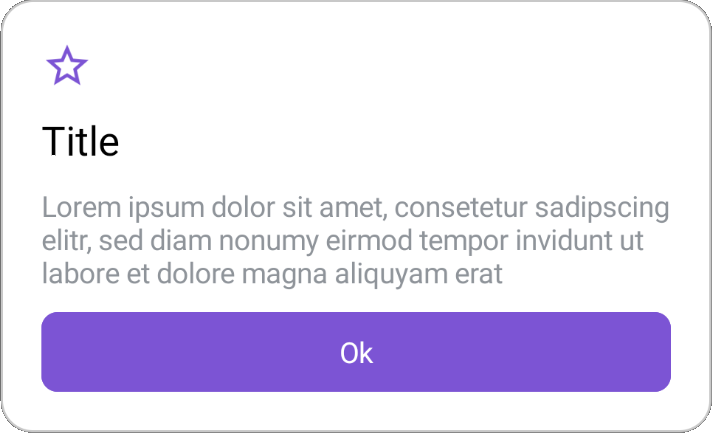 Title
Lorem ipsum dolor sit amet, consetetur sadipscing
elitr, sed diam nonumy eirmod tempor invidunt ut
labore et dolore magna aliquyam erat
Ok